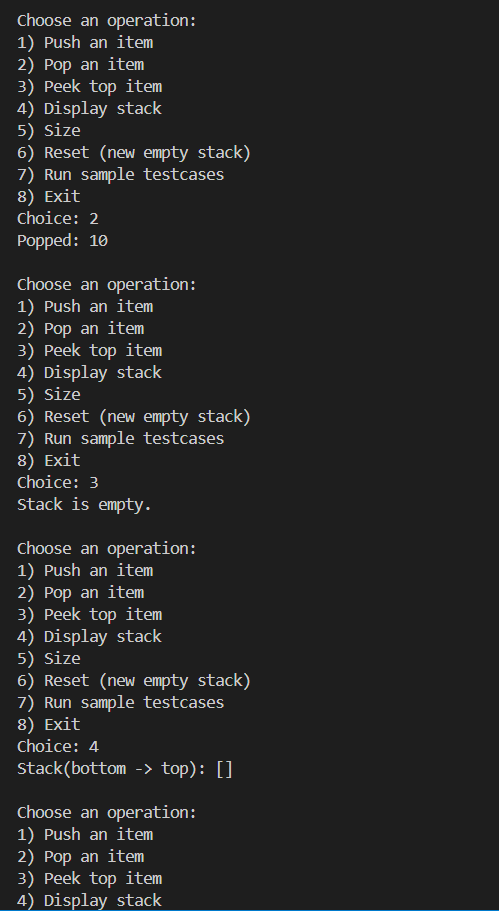 Choose an operation:
1) Push an item
2) Pop an item
3) Peek top item
4) Display stack
5) Size
6) Reset (new empty stack)
7) Run sample testcases
8) Exit
Choice: 2
Popped: 10
Choose an operation:
1) Push an item
2) Pop an item
3) Peek top item
4) Display stack
5) Size
6) Reset (new empty stack)
7) Run sample testcases
8) Exit
Choice: 3
Stack is empty.
Choose an operation:
1) Push an item
2) Pop an item
3) Peek top item
4) Display stack
5) Size
6) Reset (new empty stack)
7) Run sample testcases
8) Exit
Choice: 4
Stack(bottom -> top): []
Choose an operation:
1) Push an item
2) Pop an item
3) Peek top item
4) Display stack